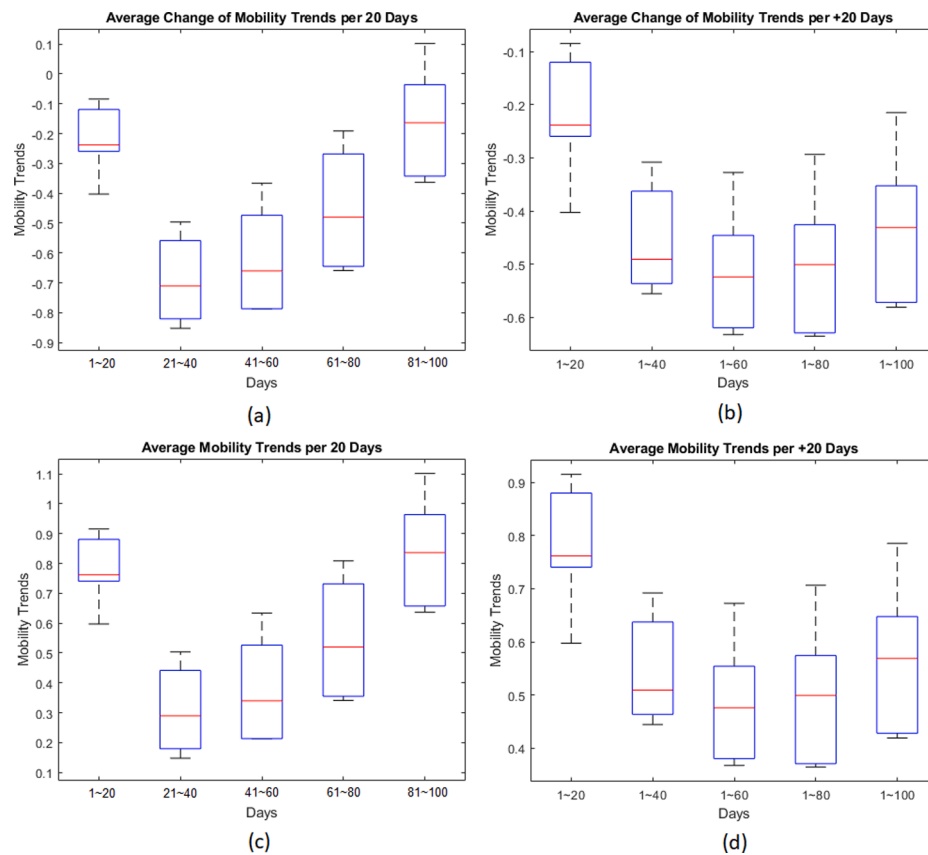 Average Change of Mobility Trends per 20 Days
0.1
0
-0.1
-0.2
-0.3
-0.4
-0.5
-0.6
-0.7
-0.8
-0.9
Mobility Trends
1~20 21~40 41~60 61~80 81~100
Days
(a)
Average Change of Mobility Trends per +20 Days
-0.1
-0.2
-0.3
-0.4
-0.5
-0.6
Mobility Trends
1~20 1~40 1~60 1~80 1~100
Days
(b)
Average Mobility Trends per 20 Days
1.1
1
0.9
0.8
0.7
0.6
0.5
0.4
0.3
0.2
0.1
Mobility Trends
1~20 21~40 41~60 61~80 81~100
Days
(c)
Average Mobility Trends per +20 Days
0.9
0.8
0.7
0.6
0.5
0.4
Mobility Trends
1~20 1~40 1~60 1~80 1~100
Days
(d)